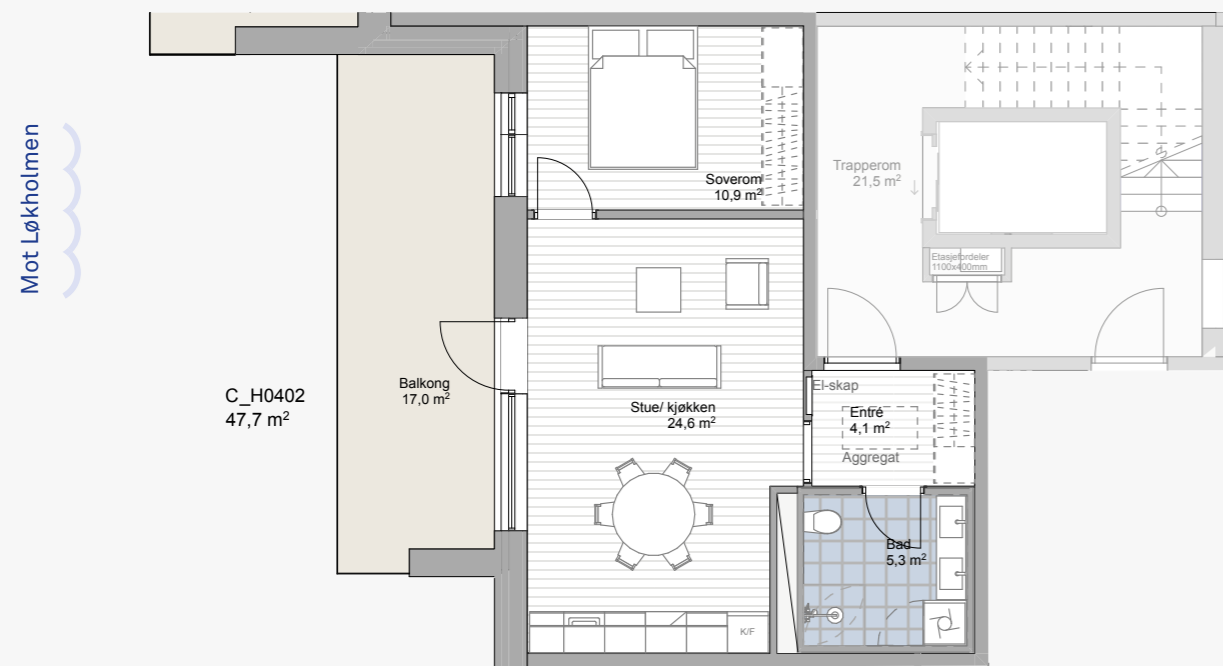 Mot Løkholmen
C_H0402
47,7 m²
Balkong
17,0 m²
Soverom
10,9 m²
Stue/ kjøkken
24,6 m²
K/F
Trapperom
21,5 m²
Etasjefordeler
1100x400mm
El-skap
Entré
4,1 m²
Aggregat
Bad
5,3 m²